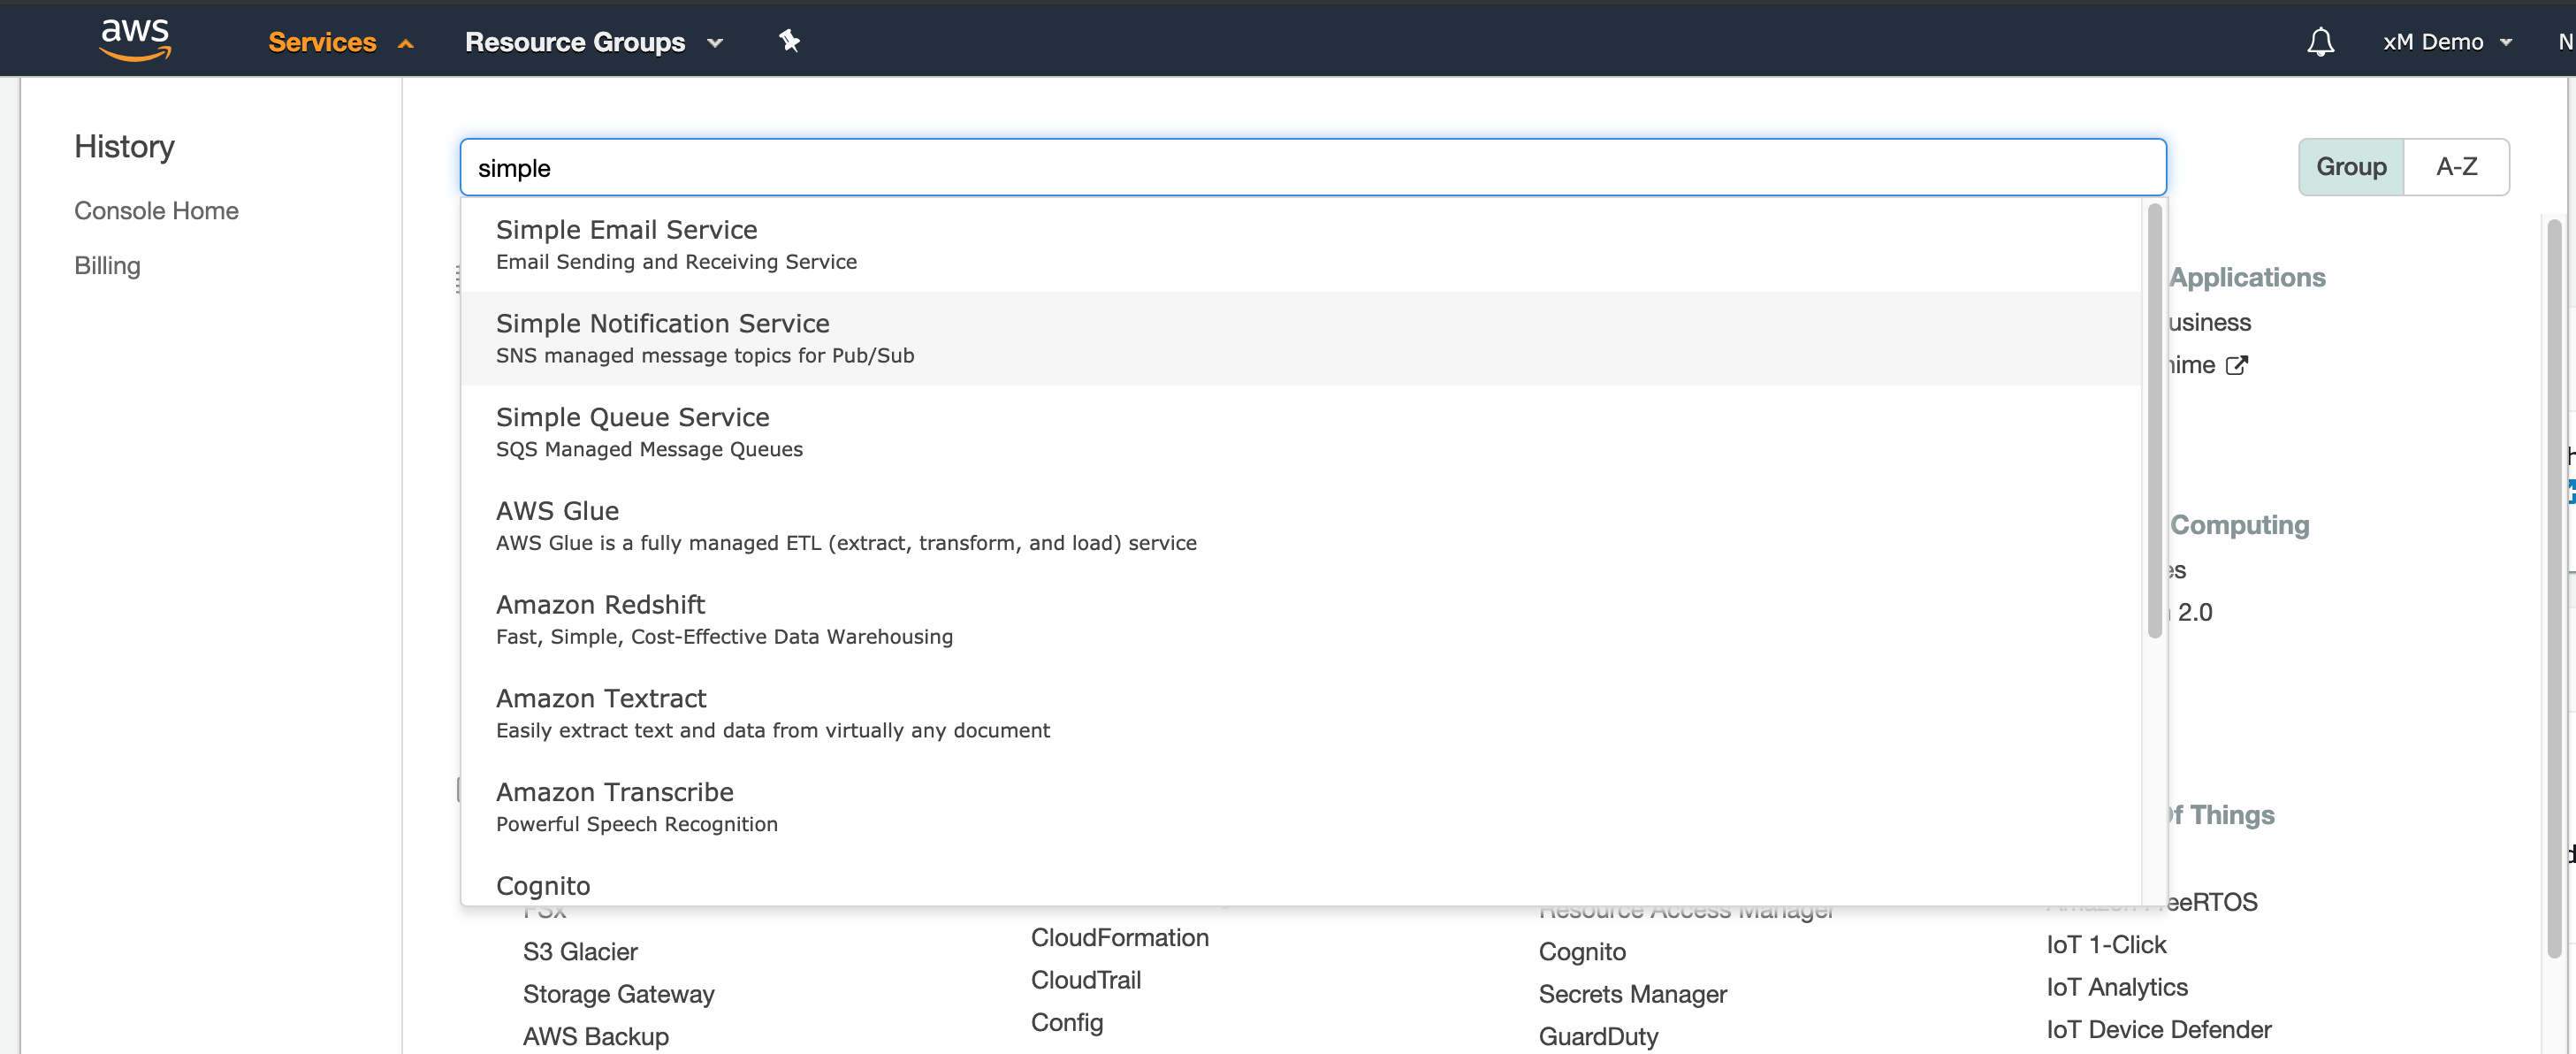 aws
Services
Resource Groups
xM Demo
N
History
Console Home
Billing
simple
Group
A-Z
Simple Email Service
Email Sending and Receiving Service
Simple Notification Service
SNS managed message topics for Pub/Sub
Simple Queue Service
SQS Managed Message Queues
AWS Glue
AWS Glue is a fully managed ETL (extract, transform, and load) service
Amazon Redshift
Fast, Simple, Cost-Effective Data Warehousing
Amazon Textract
Easily extract text and data from virtually any document
Amazon Transcribe
Powerful Speech Recognition
Cognito
FSx
S3 Glacier
Storage Gateway
AWS Backup
CloudFormation
CloudTrail
Config
Resource Access Manager
Cognito
Secrets Manager
GuardDuty
Applications
usiness
hime
Computing
es
2.0
Of Things
Amazon FreeRTOS
IoT 1-Click
IoT Analytics
IoT Device Defender